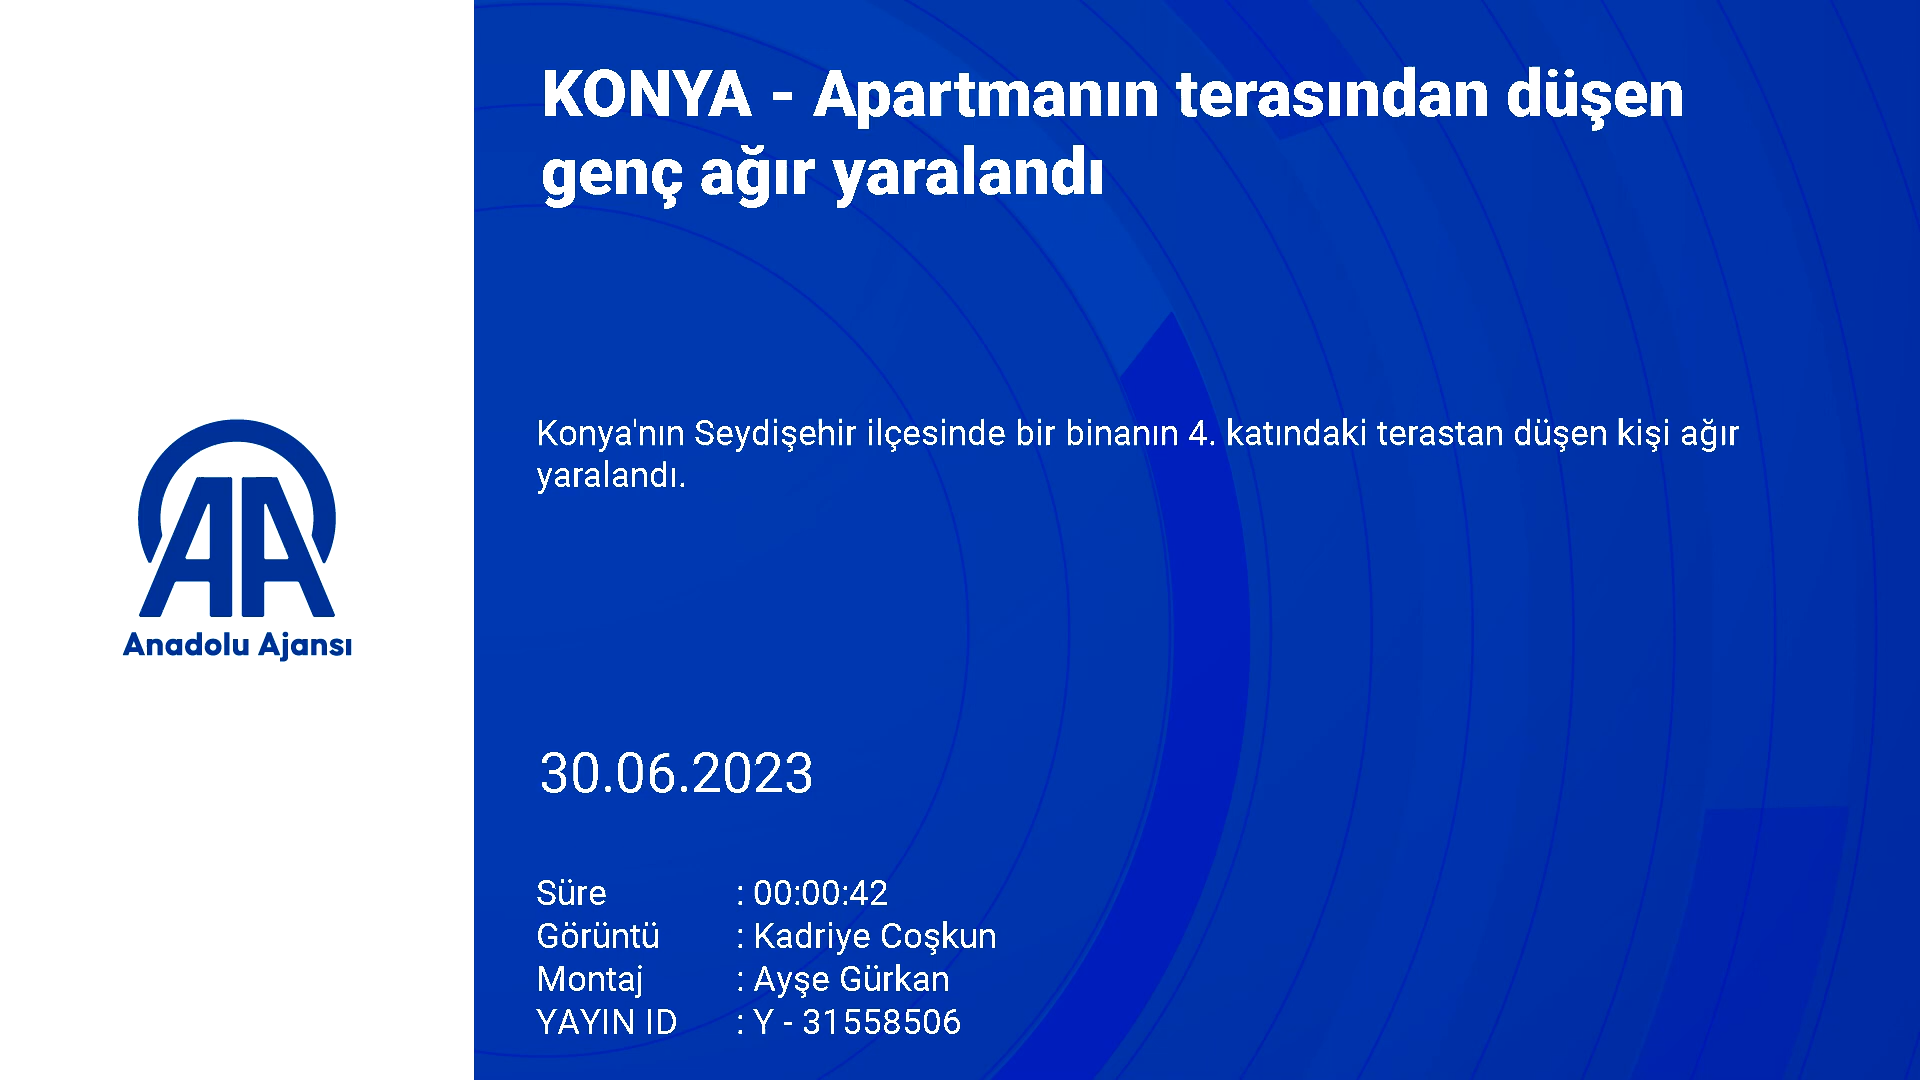 KONYA - Apartmanın terasından düşen
genç ağır yaralandı
Konya'nın Seydişehir ilçesinde bir binanın 4. katındaki terastan düşen kişi ağır
yaralandı.
AA
Anadolu Ajansı
30.06.2023
Süre : 00:00:42
Görüntü : Kadriye Coşkun
Montaj : Ayşe Gürkan
YAYIN ID : Y - 31558506